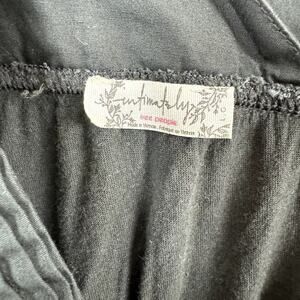 intimately
free people
Made in Vietnam, Fabriqué au Vietnam